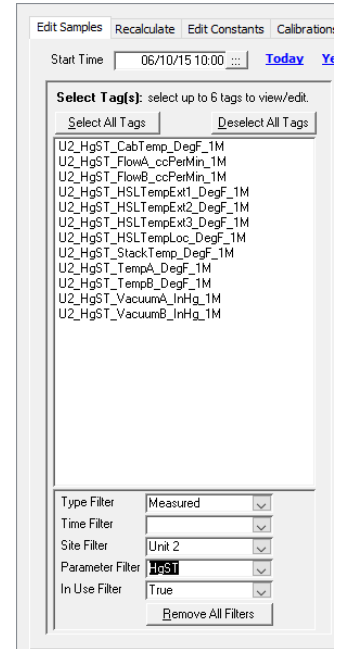 Edit Samples Recalculate Edit Constants Calibrations
Start Time 06/10/15 10:00 ::: Today Ye
Select Tag(s): select up to 6 tags to view/edit.
Select All Tags Deselect All Tags
U2_HgST_CabTemp_DegF_1M
U2_HgST_FlowA_ccPerMin_1M
U2_HgST_FlowB_ccPerMin_1M
U2_HgST_HSLTempExt1_DegF_1M
U2_HgST_HSLTempExt2_DegF_1M
U2_HgST_HSLTempExt3_DegF_1M
U2_HgST_HSLTempLoc_DegF_1M
U2_HgST_StackTemp_DegF_1M
U2_HgST_TempA_DegF_1M
U2_HgST_TempB_DegF_1M
U2_HgST_VacuumA_InHg_1M
U2_HgST_VacuumB_InHg_1M
Type Filter Measured
Time Filter
Site Filter Unit 2
Parameter Filter HgST
In Use Filter True
Remove All Filters